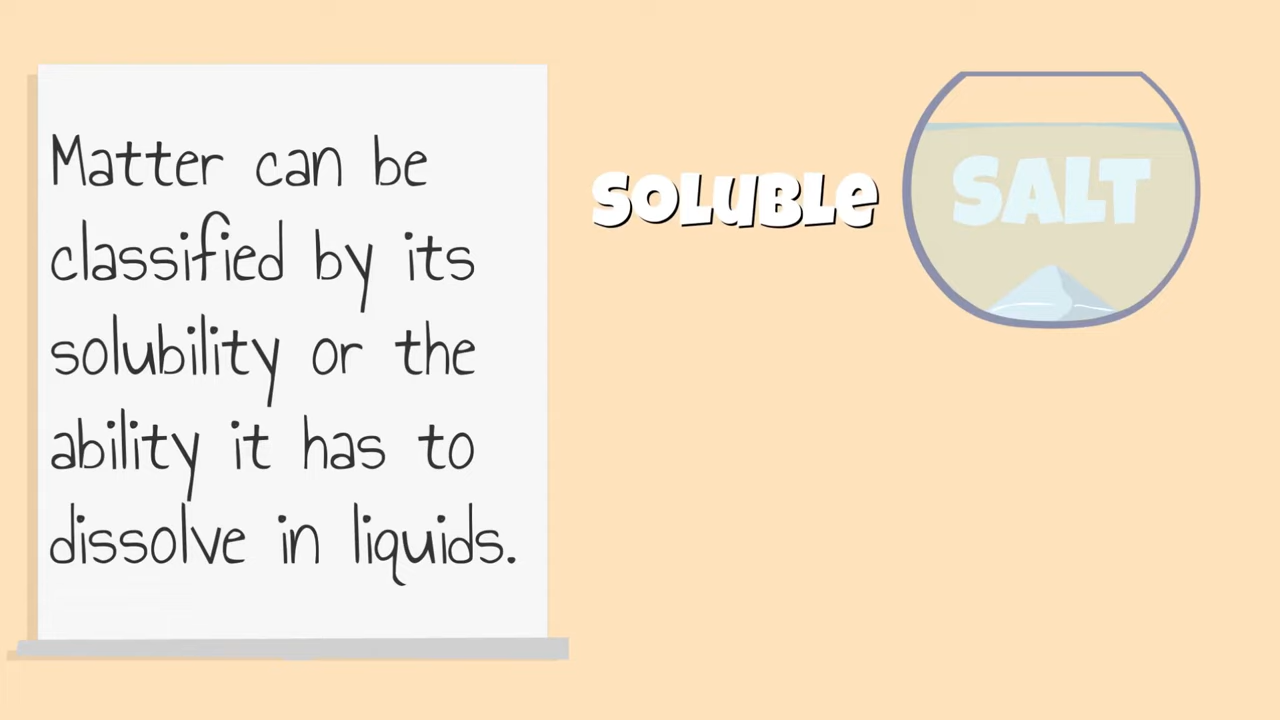 Matter can be
classified by its
solubility or the
ability it has to
dissolve in liquids.
SOLUBLE
SALT